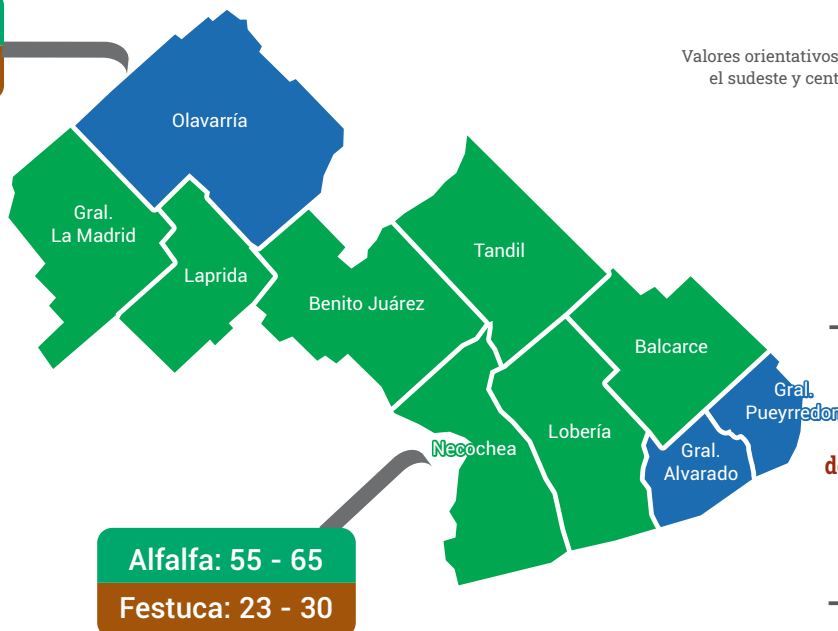 Valores orientativos
el sudeste y cent
Olavarría
Gral.
La Madrid
Laprida
Benito Juárez
Tandil
Balcarce
Gral.
Pueyrredon
Necochea
Lobería
Gral.
Alvarado
Alfalfa: 55 - 65
Festuca: 23 - 30